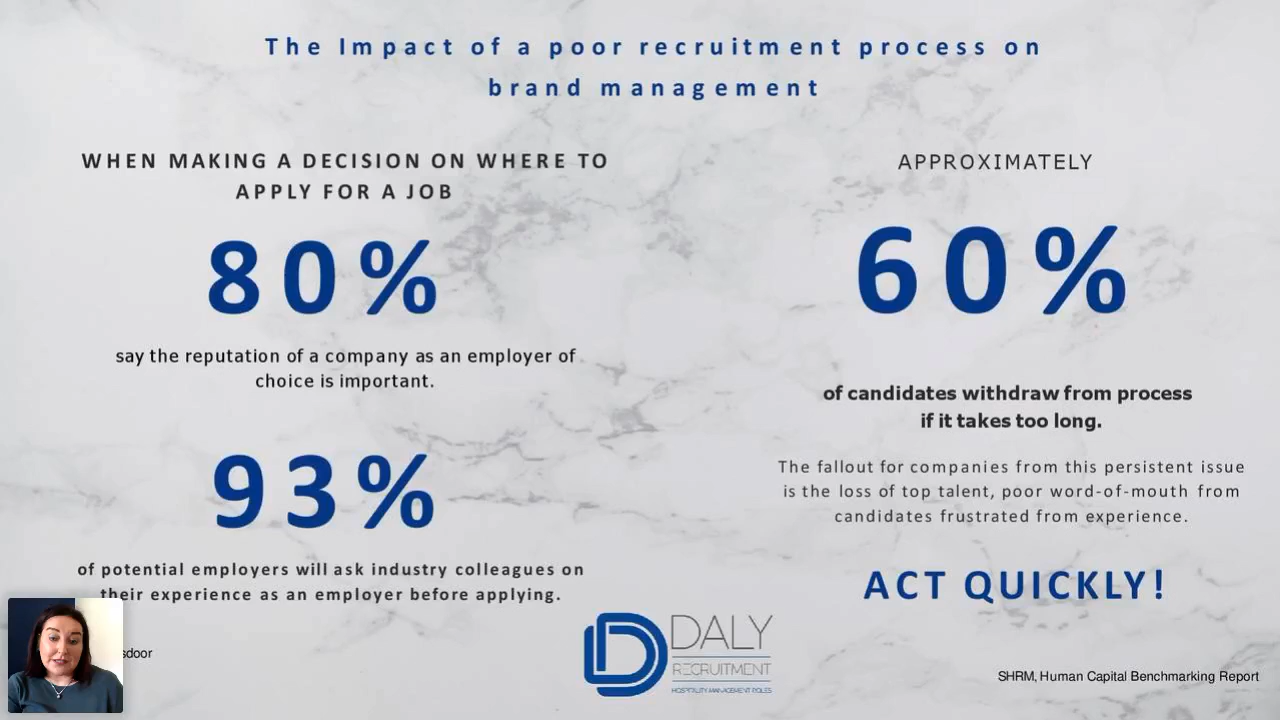 The Impact of a poor recruitment process on
brand management
WHEN MAKING A DECISION ON WHERE TO
APPLY FOR A JOB
80%
say the reputation of a company as an employer of
choice is important.
93%
of potential employers will ask industry colleagues on
their experience as an employer before applying.
sdoor
APPROXIMATELY
60%
of candidates withdraw from process
if it takes too long.
The fallout for companies from this persistent issue
is the loss of top talent, poor word-of-mouth from
candidates frustrated from experience.
ACT QUICKLY!
DALY
RECRUITMENT
HOSPITALITY MANAGEMENT ROLES
SHRM, Human Capital Benchmarking Report